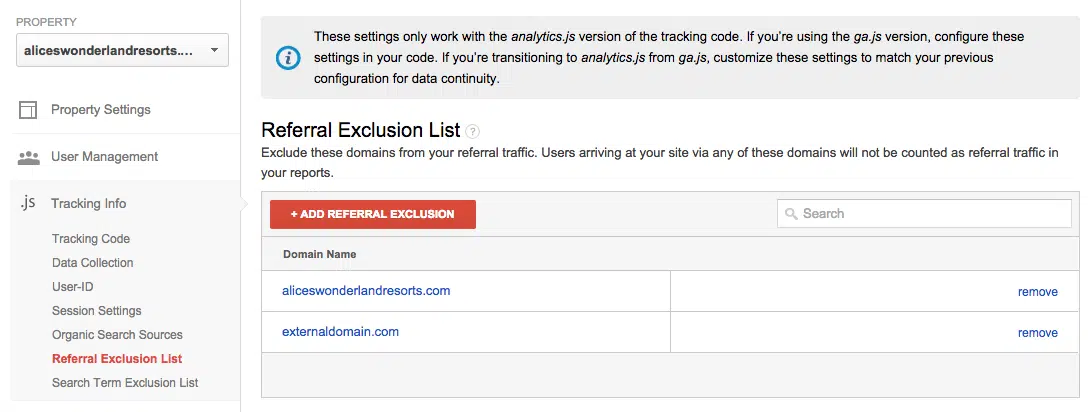 PROPERTY
aliceswonderlandresorts....
Property Settings
User Management
.js Tracking Info
Tracking Code
Data Collection
User-ID
Session Settings
Organic Search Sources
Referral Exclusion List
Search Term Exclusion List
These settings only work with the analytics.js version of the tracking code. If you're using the ga.js version, configure these
settings in your code. If you're transitioning to analytics.js from ga.js, customize these settings to match your previous
configuration for data continuity.
Referral Exclusion List ?
Exclude these domains from your referral traffic. Users arriving at your site via any of these domains will not be counted as referral traffic in
your reports.
+ ADD REFERRAL EXCLUSION
Search
Domain Name
aliceswonderlandresorts.com remove
externaldomain.com remove